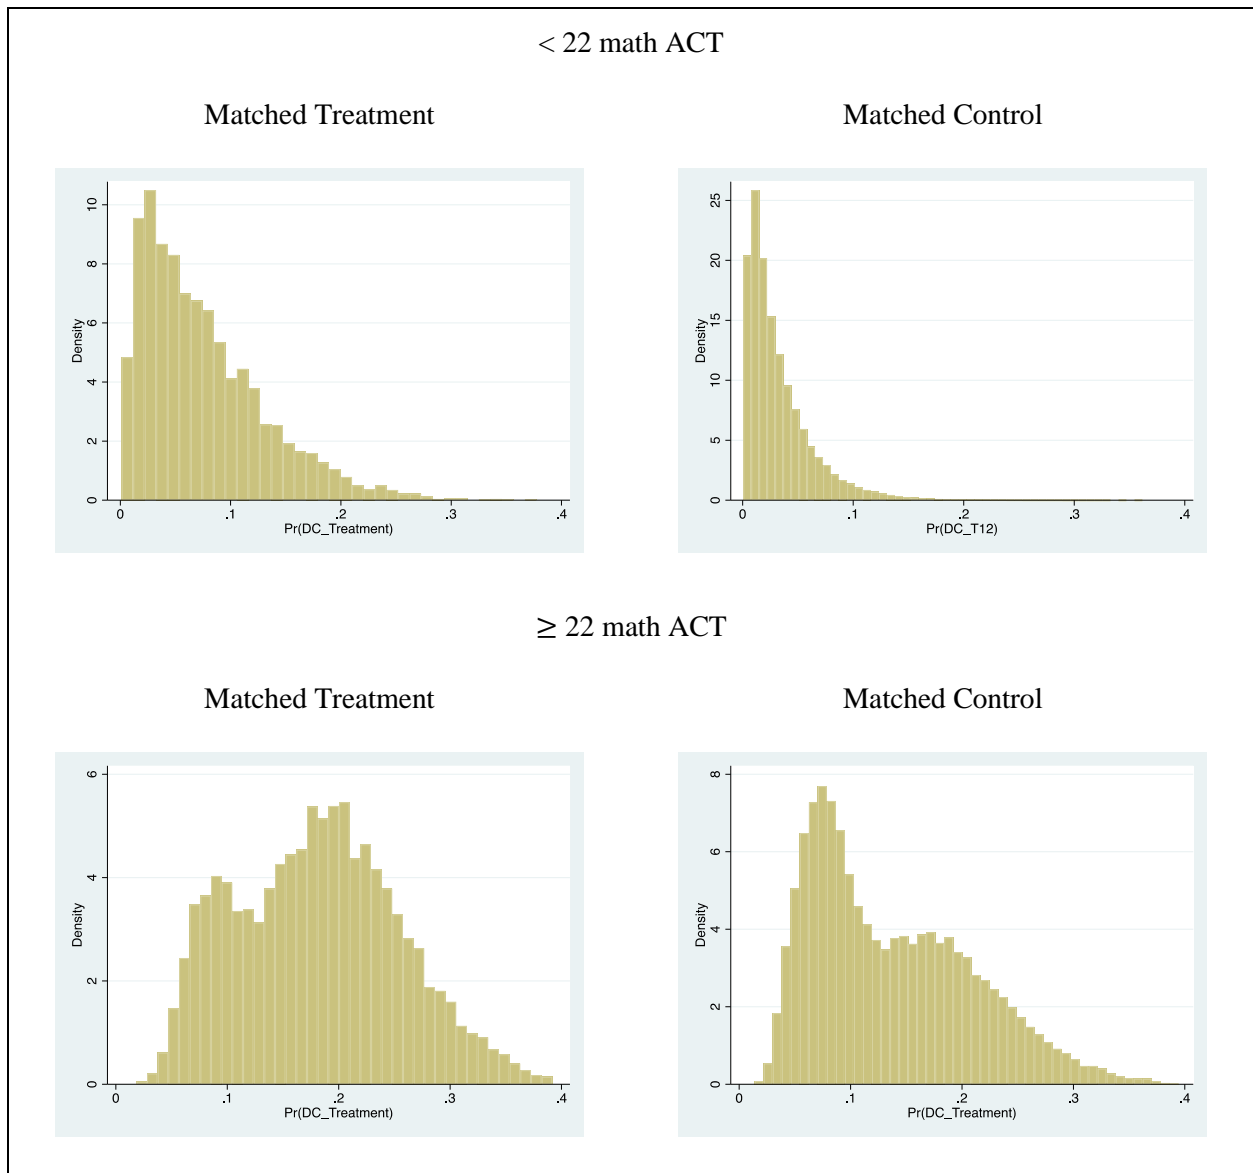 < 22 math ACT
Matched Treatment Matched Control
Density
10
8
6
4
2
0
0 .1 .2 .3 .4
Pr(DC_Treatment)
Density
25
20
15
10
5
0
0 .1 .2 .3 .4
Pr(DC_T12)
≥ 22 math ACT
Matched Treatment Matched Control
Density
6
4
2
0
0 .1 .2 .3 .4
Pr(DC_Treatment)
Density
8
6
4
2
0
0 .1 .2 .3 .4
Pr(DC_Treatment)